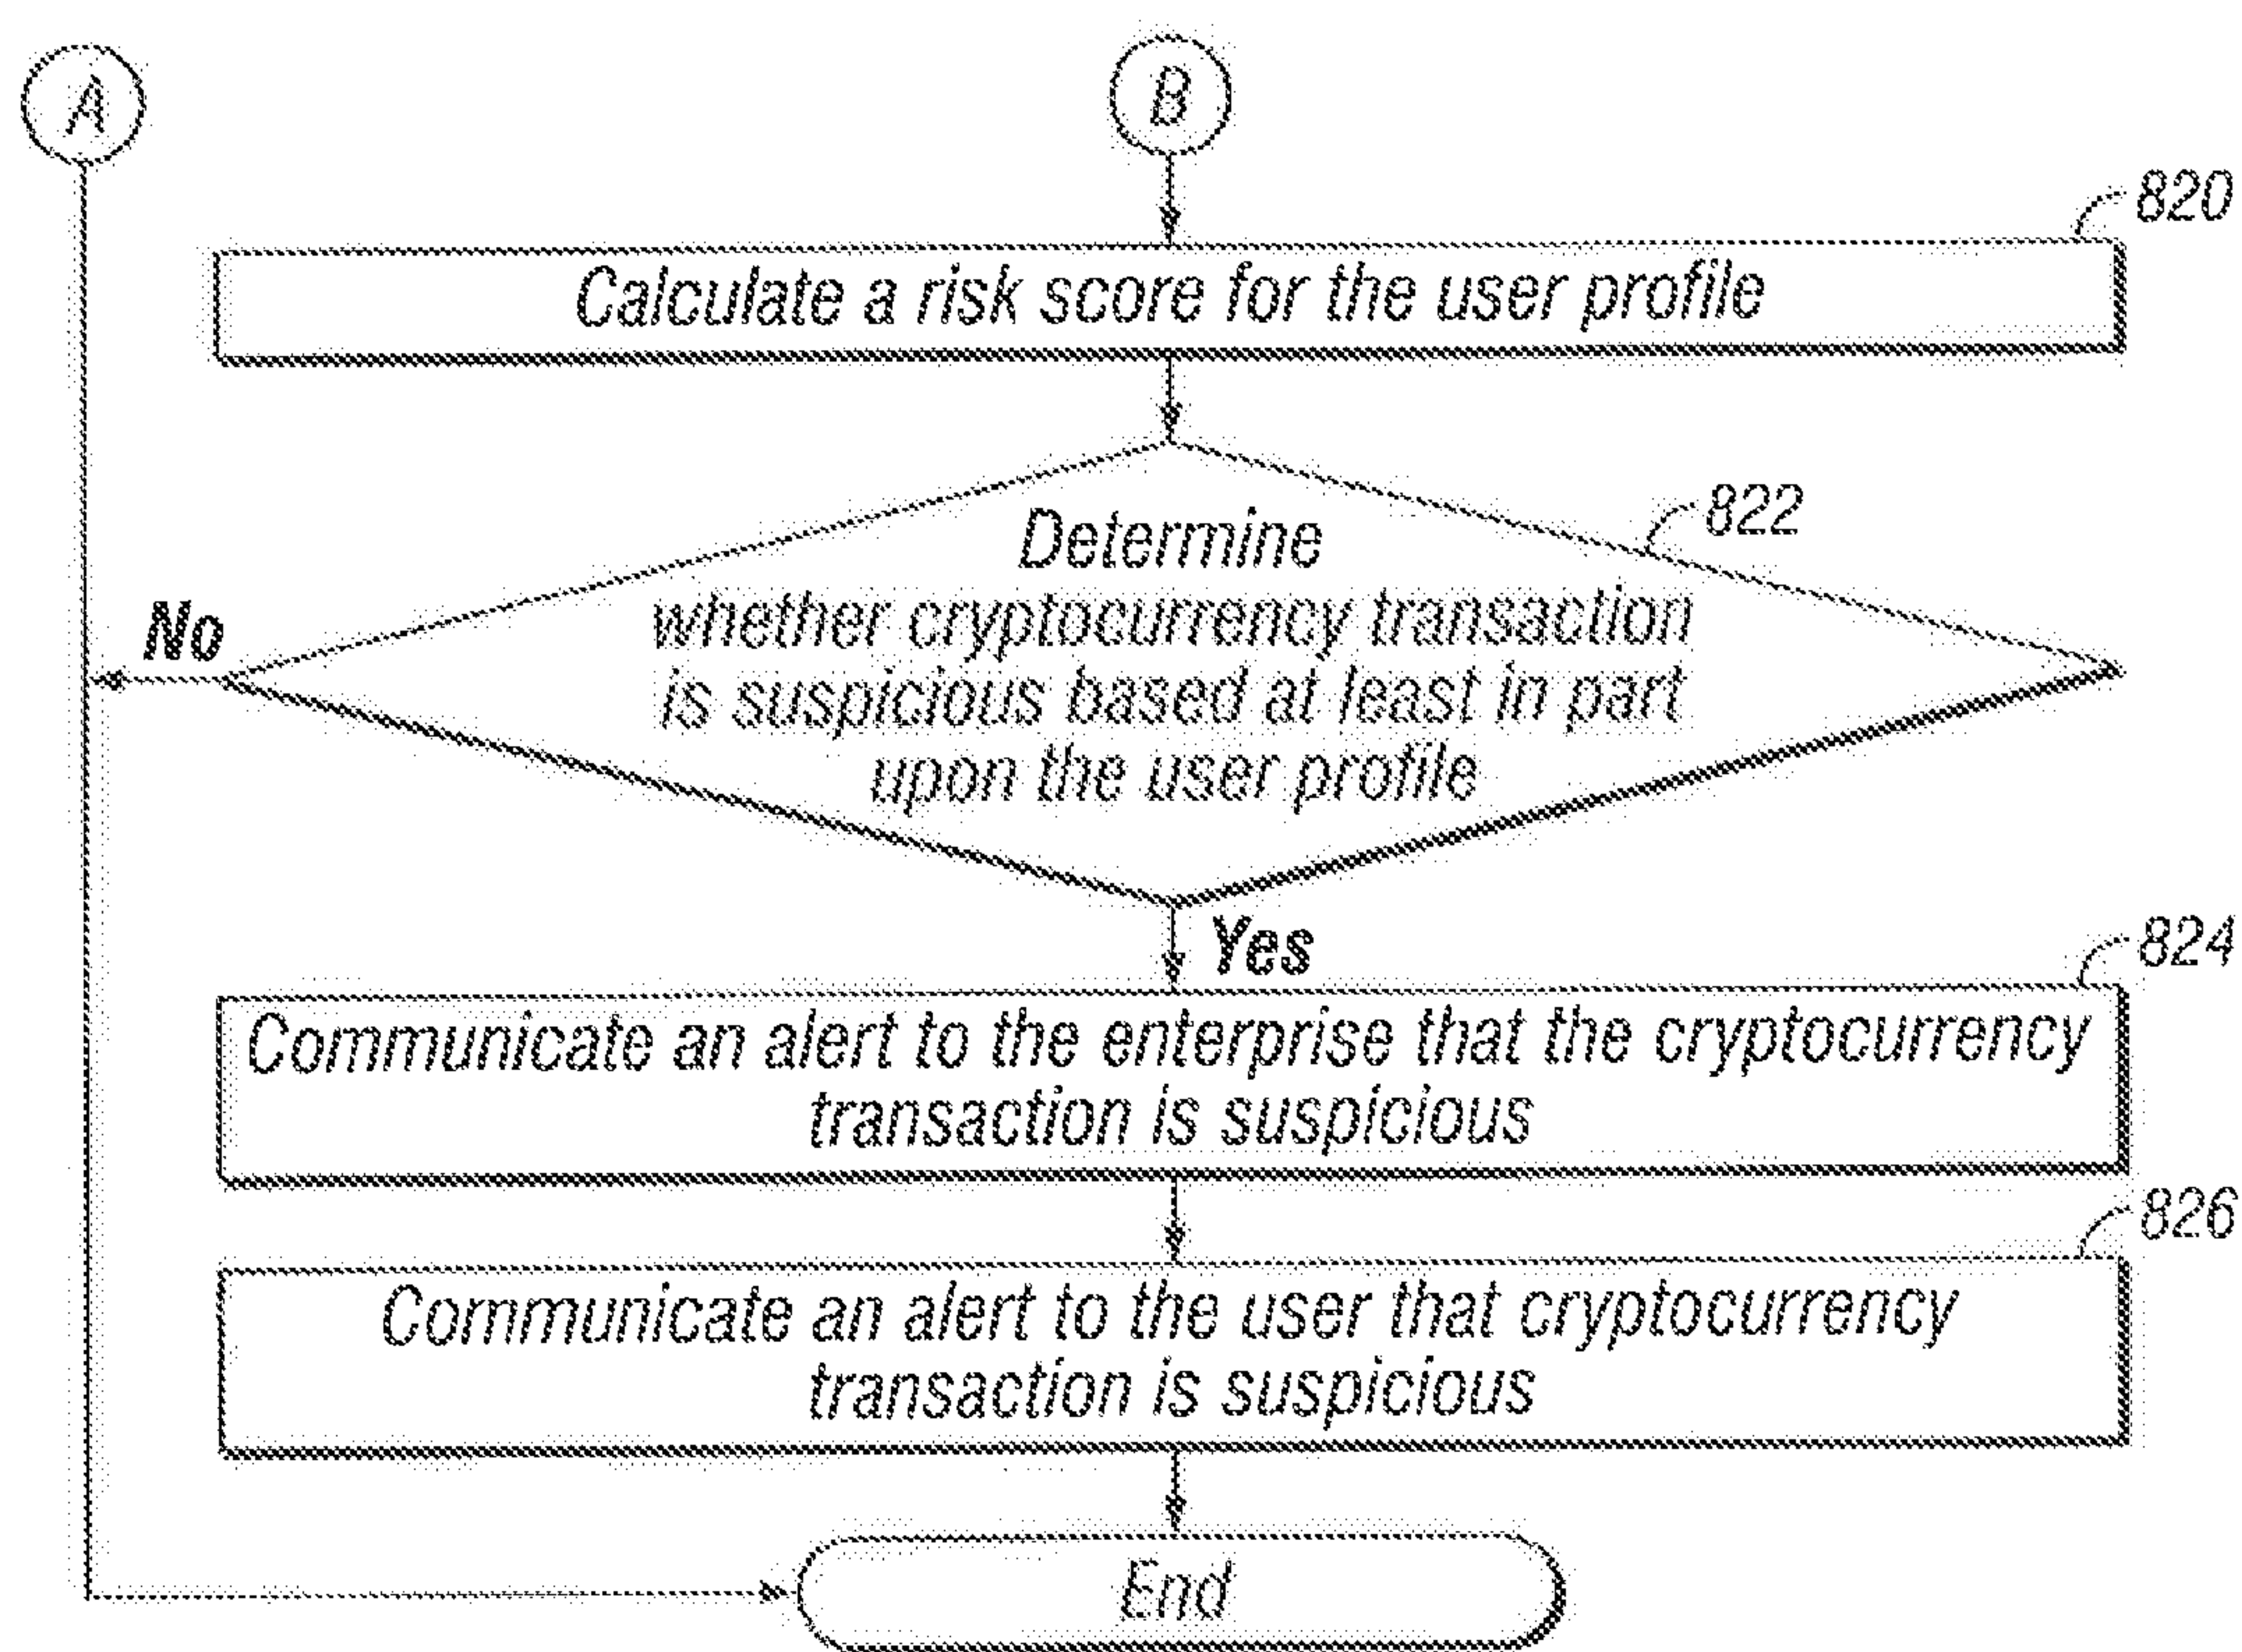 A
B
820
Calculate a risk score for the user profile
822
Determine
whether cryptocurrency transaction
is suspicious based at least in part
upon the user profile
No
Yes
824
Communicate an alert to the enterprise that the cryptocurrency
transaction is suspicious
826
Communicate an alert to the user that cryptocurrency
transaction is suspicious
End